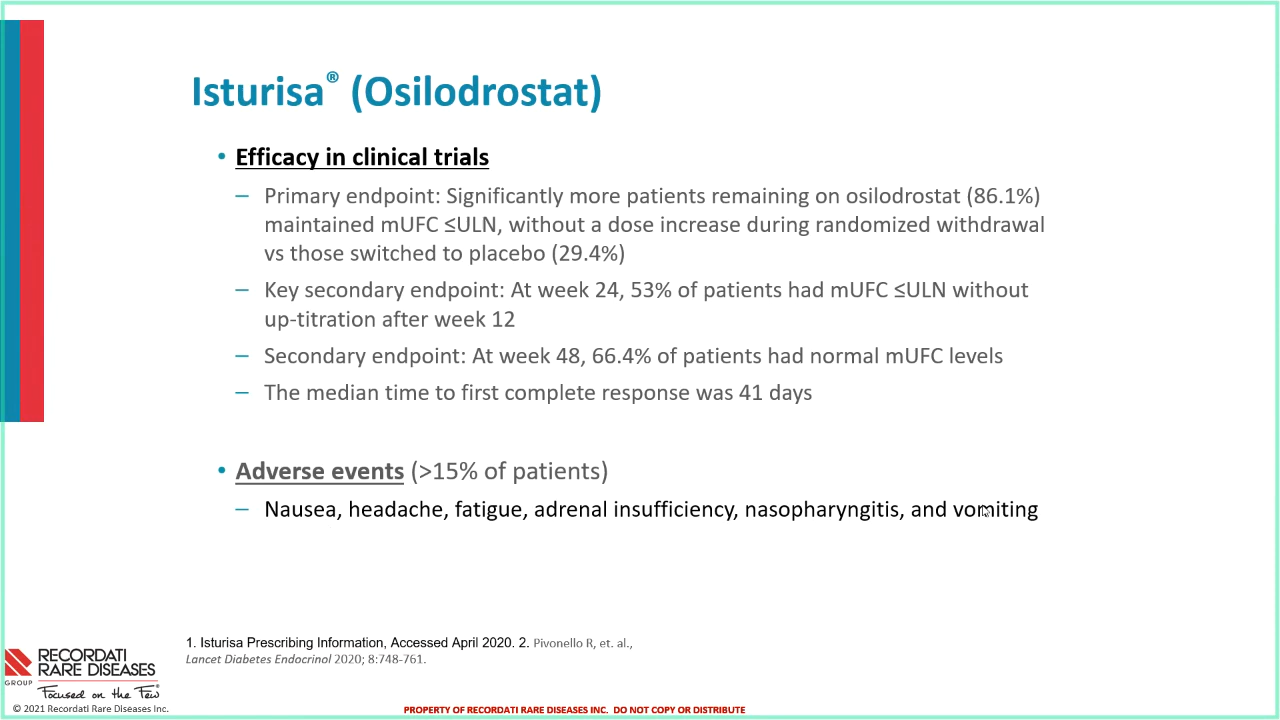 Isturisa® (Osilodrostat)
• Efficacy in clinical trials
– Primary endpoint: Significantly more patients remaining on osilodrostat (86.1%)
maintained mUFC ≤ULN, without a dose increase during randomized withdrawal
vs those switched to placebo (29.4%)
– Key secondary endpoint: At week 24, 53% of patients had mUFC ≤ULN without
up-titration after week 12
– Secondary endpoint: At week 48, 66.4% of patients had normal mUFC levels
– The median time to first complete response was 41 days
• Adverse events (>15% of patients)
– Nausea, headache, fatigue, adrenal insufficiency, nasopharyngitis, and vomiting
1. Isturisa Prescribing Information, Accessed April 2020. 2. Pivonello R, et. al.,
Lancet Diabetes Endocrinol 2020; 8:748-761.
RECORDATI
RARE DISEASES
GROUP
Focused on the Few®
© 2021 Recordati Rare Diseases Inc.
PROPERTY OF RECORDATI RARE DISEASES INC. DO NOT COPY OR DISTRIBUTE